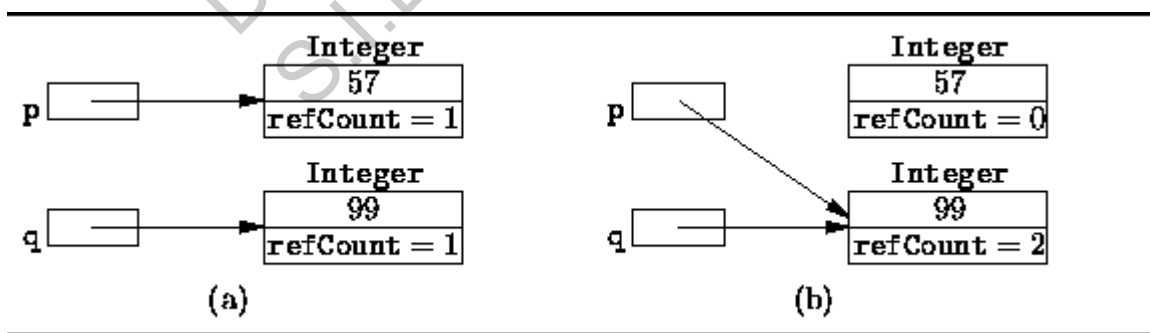 Integer
57
p
refCount = 1
Integer
99
q
refCount = 1
(a)
Integer
57
p
refCount = 0
Integer
99
q
refCount = 2
(b)